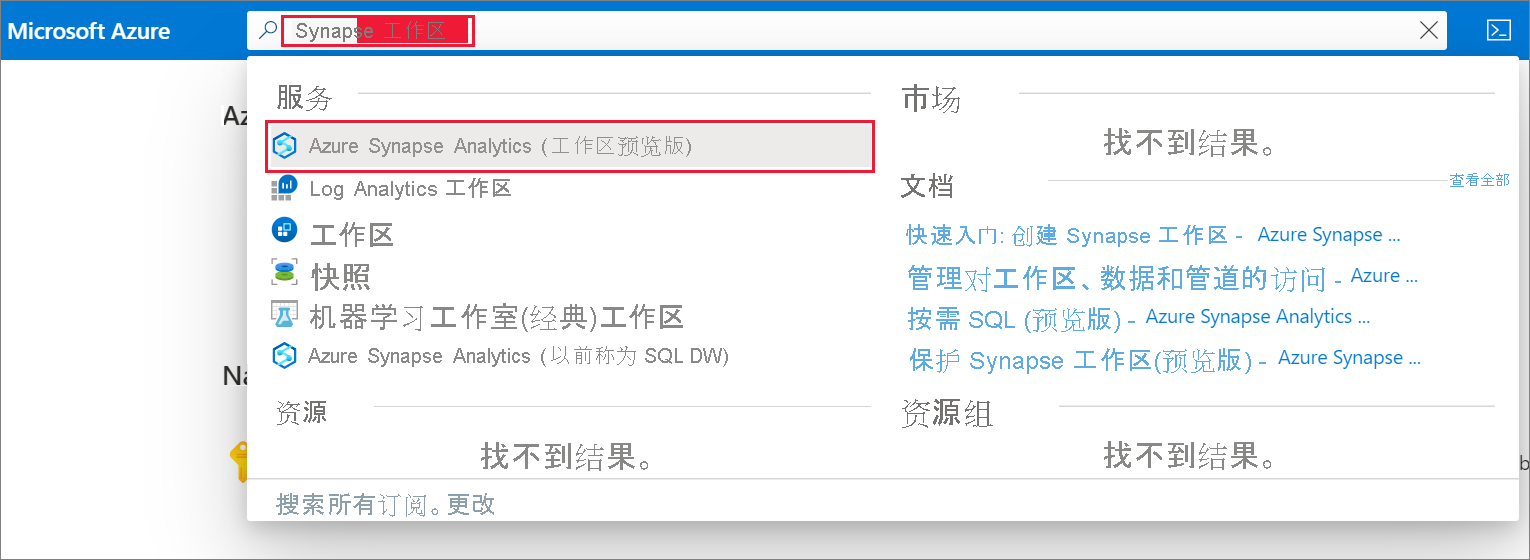 Microsoft Azure
Synapse 工作区
服务
Azure Synapse Analytics (工作区预览版)
Log Analytics 工作区
工作区
快照
机器学习工作室(经典)工作区
Azure Synapse Analytics (以前称为 SQL DW)
资源
找不到结果。
市场
找不到结果。
文档
查看全部
快速入门: 创建 Synapse 工作区 - Azure Synapse ...
管理对工作区、数据和管道的访问 - Azure ...
按需 SQL (预览版) - Azure Synapse Analytics ...
保护 Synapse 工作区(预览版) - Azure Synapse ...
资源组
找不到结果。
搜索所有订阅。更改
Az
Na
b